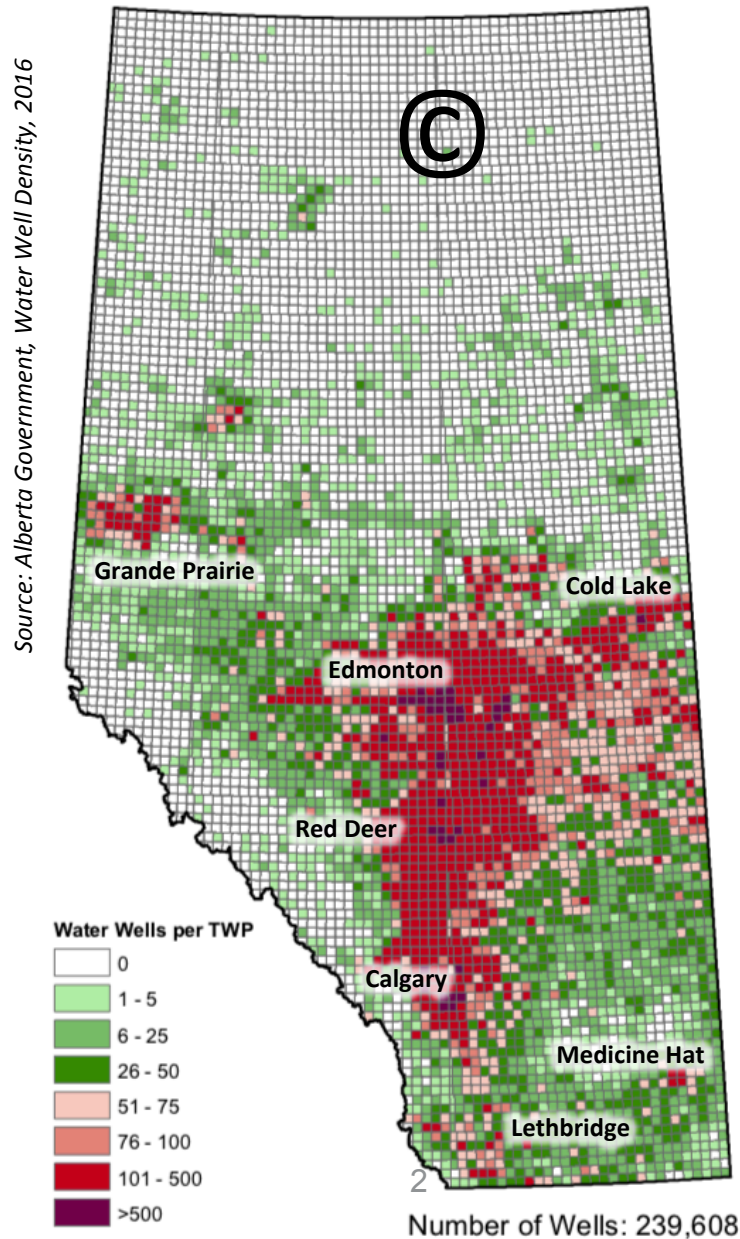 Source: Alberta Government, Water Well Density, 2016
©
Grande Prairie
Cold Lake
Edmonton
Red Deer
Calgary
Medicine Hat
Lethbridge
Water Wells per TWP
0
1 - 5
6 - 25
26 - 50
51 - 75
76 - 100
101 - 500
>500
2
Number of Wells: 239,608